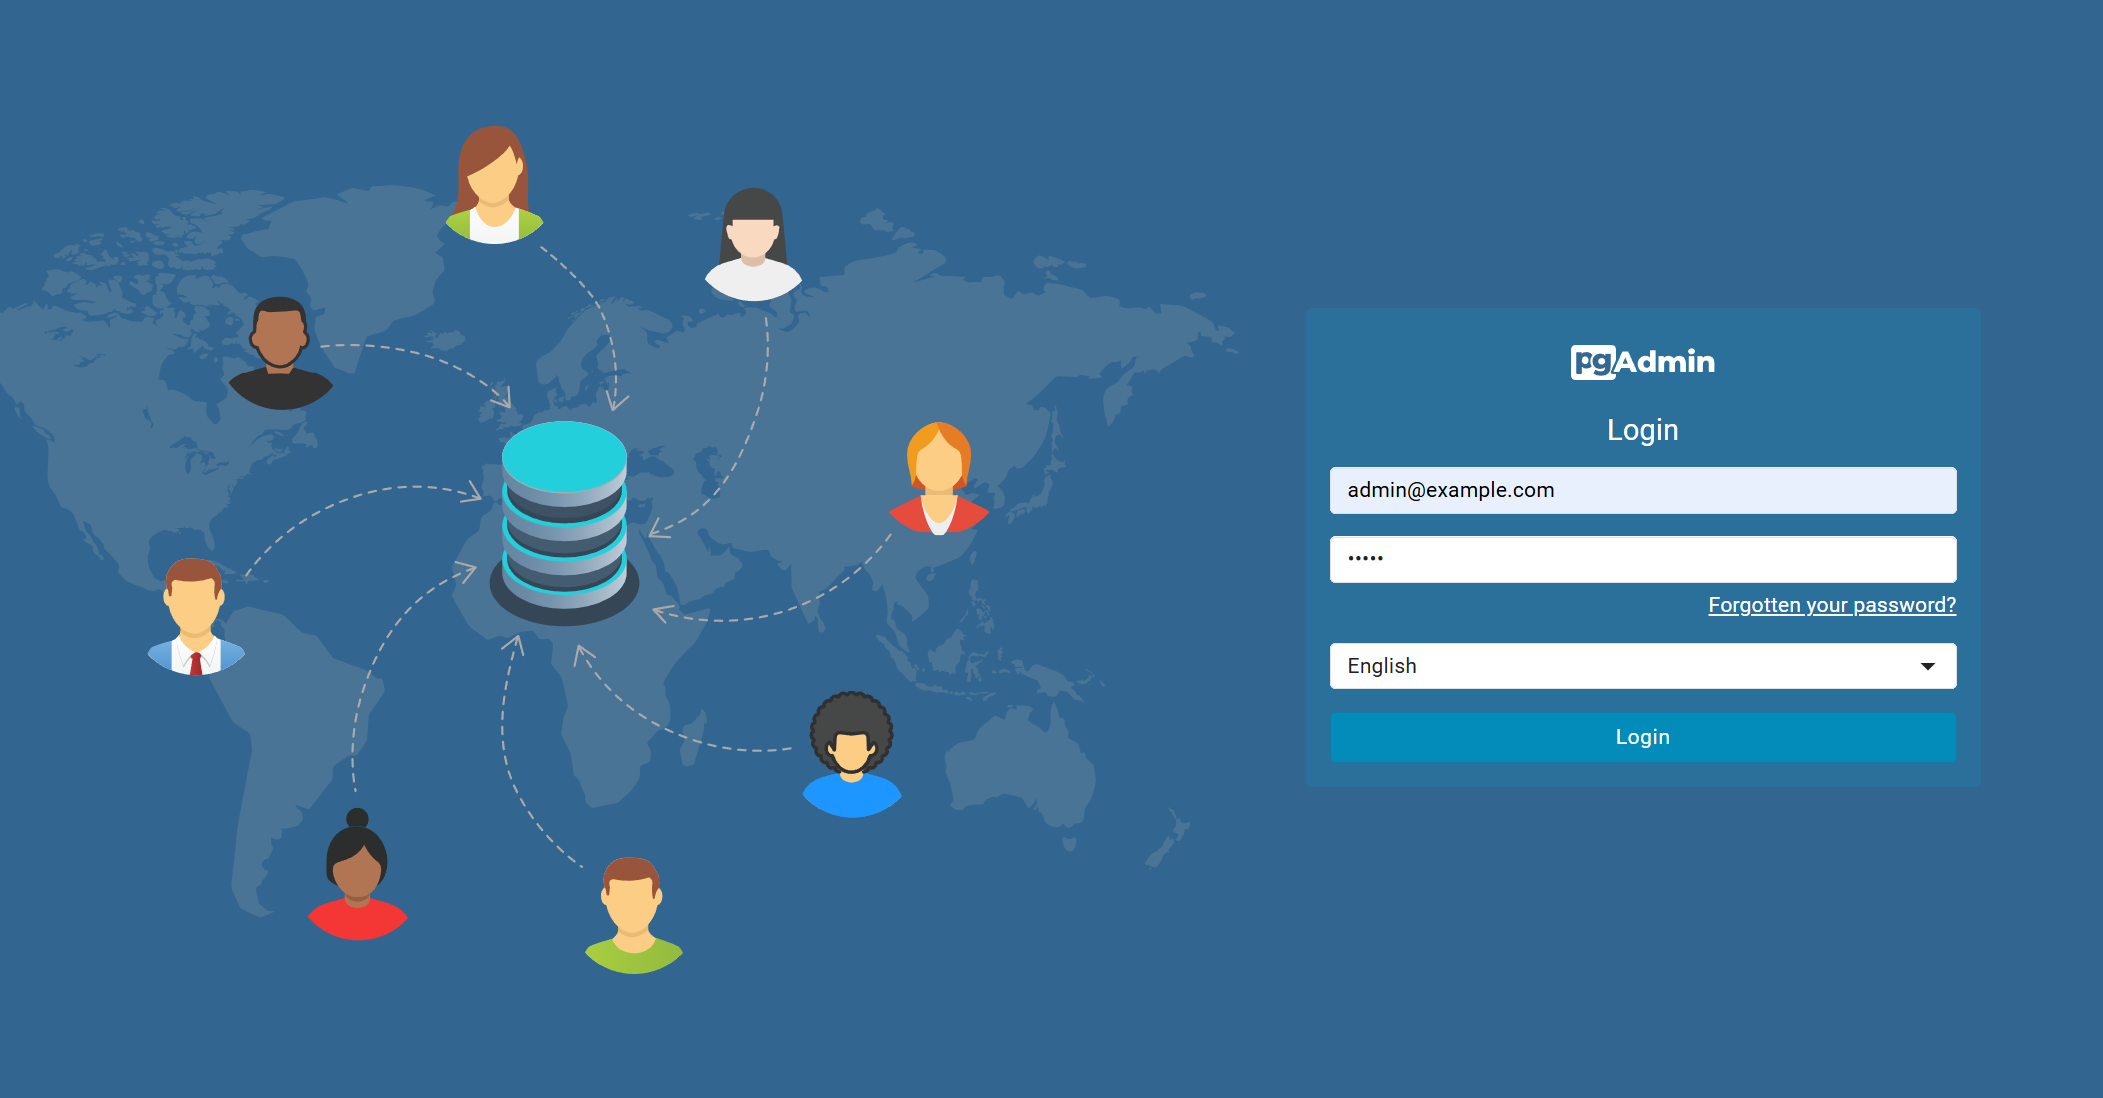 pgAdmin
Login
admin@example.com
•••••
Forgotten your password?
English
Login